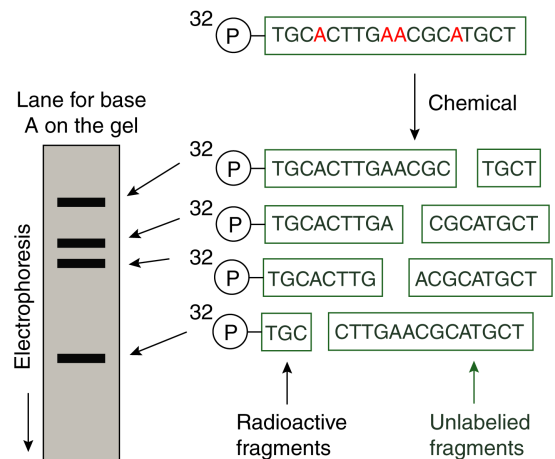 32
P
TGCACTTGAACGCATGCT
Lane for base
A on the gel
Chemical
32
P
TGCACTTGAACGC
TGCT
32
P
TGCACTTGA
CGCATGCT
32
P
TGCACTTG
ACGCATGCT
32
P
TGC
CTTGAACGCATGCT
Electrophoresis
Radioactive
fragments
Unlabelied
fragments